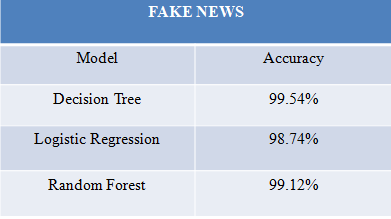 FAKE NEWS
Model Accuracy
Decision Tree 99.54%
Logistic Regression 98.74%
Random Forest 99.12%